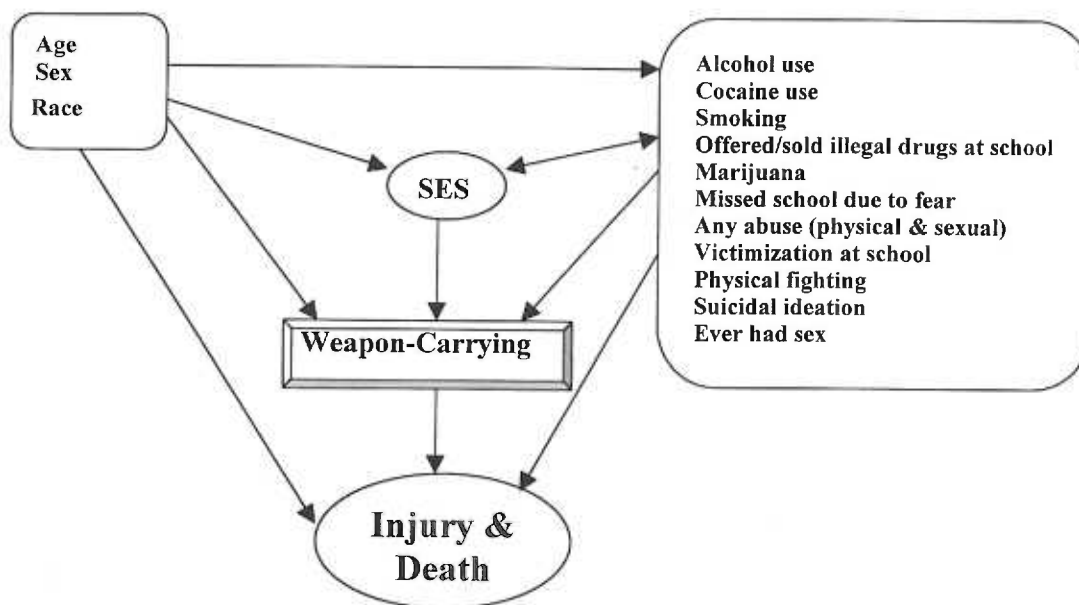 Age
Sex
Race
Alcohol use
Cocaine use
Smoking
Offered/sold illegal drugs at school
Marijuana
Missed school due to fear
Any abuse (physical & sexual)
Victimization at school
Physical fighting
Suicidal ideation
Ever had sex
SES
Weapon-Carrying
Injury &
Death